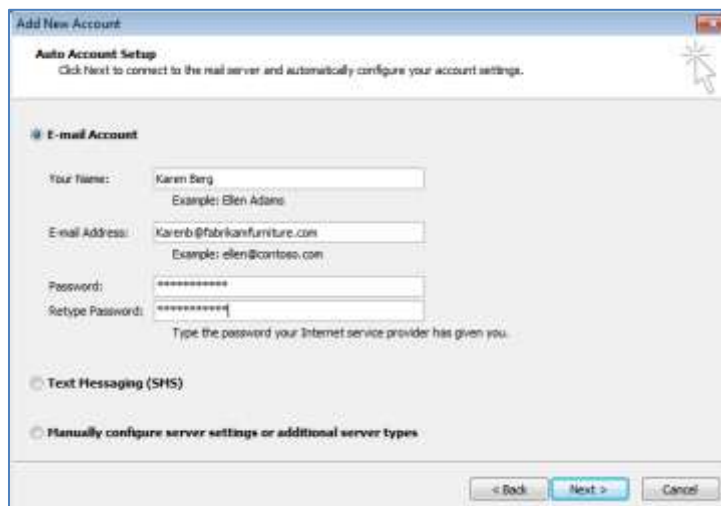 Add New Account
Auto Account Setup
Click Next to connect to the mail server and automatically configure your account settings.
E-mail Account
Your Name: Karen Berg
Example: Ellen Adams
E-mail Address: Karenb@fabrikamfurniture.com
Example: ellen@contoso.com
Password: ***********
Retype Password: ***********
Type the password your Internet service provider has given you.
Text Messaging (SMS)
Manually configure server settings or additional server types
< Back Next > Cancel